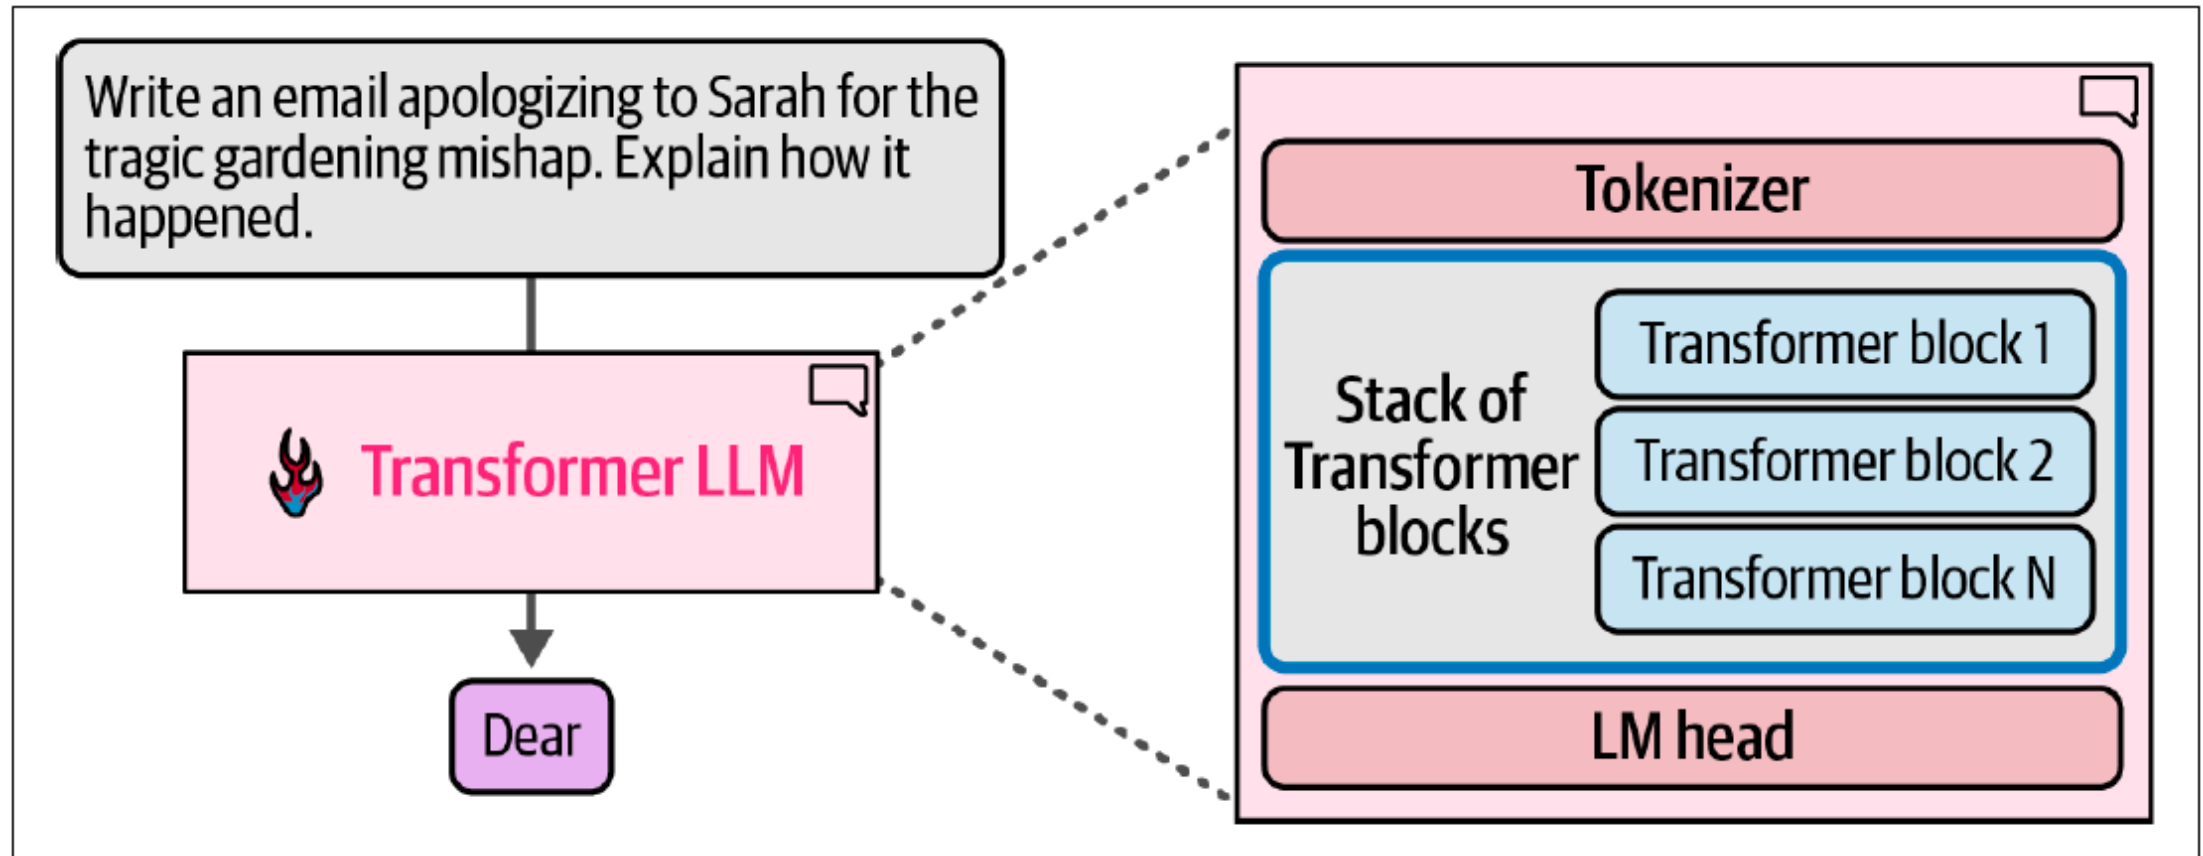 Write an email apologizing to Sarah for the
tragic gardening mishap. Explain how it
happened.
Transformer LLM
Dear
Tokenizer
Stack of
Transformer
blocks
Transformer block 1
Transformer block 2
Transformer block N
LM head